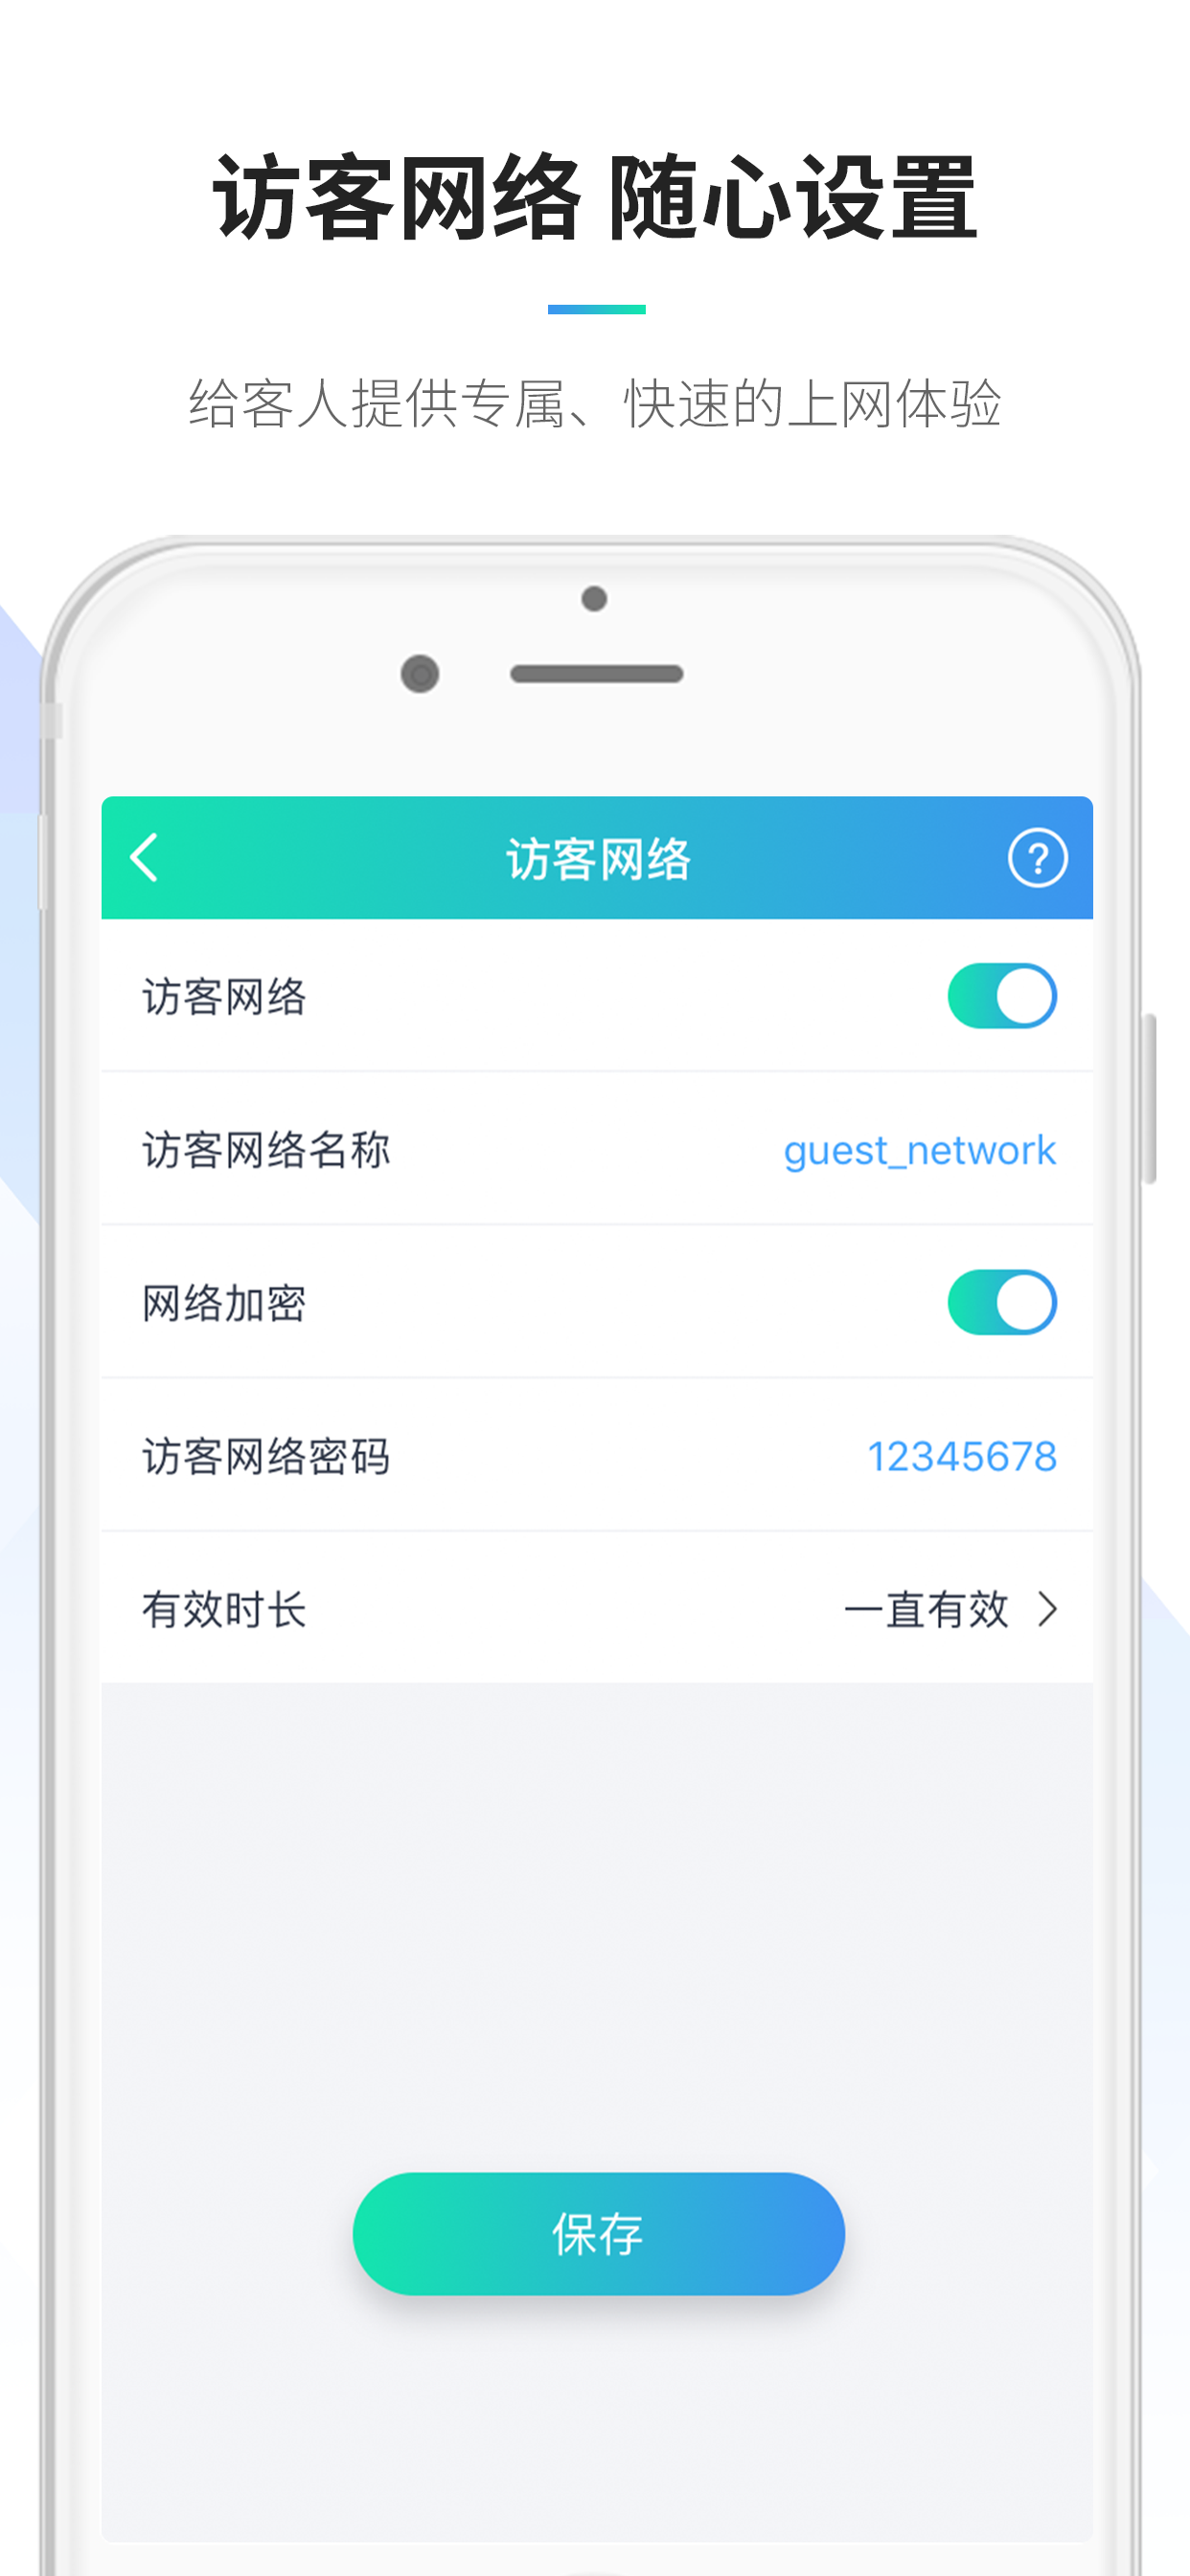 访客网络 随心设置
给客人提供专属、快速的上网体验
访客网络
?
访客网络
访客网络名称 guest_network
网络加密
访客网络密码 12345678
有效时长 一直有效
保存